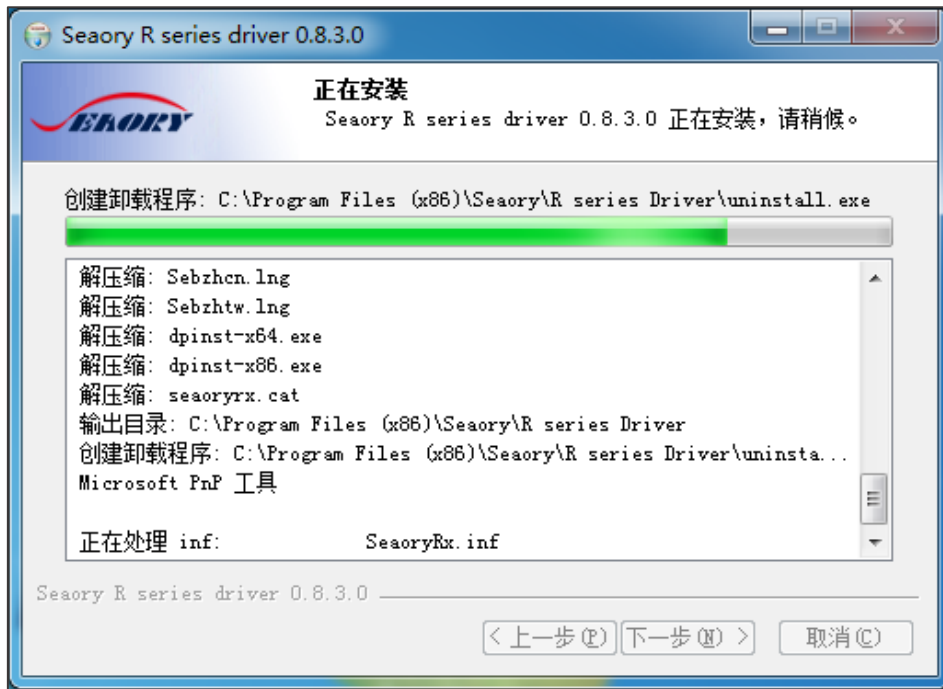 Seaory R series driver 0.8.3.0
正在安装
Seaory R series driver 0.8.3.0 正在安装，请稍候。
SEAORY
创建卸载程序: C:\Program Files (x86)\Seaory\R series Driver\uninstall.exe
解压缩: Sebzhcn.lng
解压缩: Sebzhtw.lng
解压缩: dpinst-x64.exe
解压缩: dpinst-x86.exe
解压缩: seaoryrx.cat
输出目录: C:\Program Files (x86)\Seaory\R series Driver
创建卸载程序: C:\Program Files (x86)\Seaory\R series Driver\uninsta...
Microsoft PnP 工具
正在处理 inf: SeaoryRx.inf
Seaory R series driver 0.8.3.0
< 上一步(P) 下一步(N) > 取消(C)